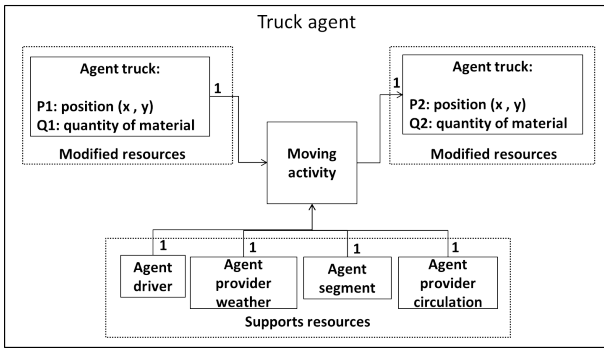 Truck agent
Agent truck:
P1: position (x , y)
Q1: quantity of material
Modified resources
1
Moving
activity
1
Agent truck:
P2: position (x , y)
Q2: quantity of material
Modified resources
1
1
1
1
Agent
driver
Agent
provider
weather
Agent
segment
Agent
provider
circulation
Supports resources